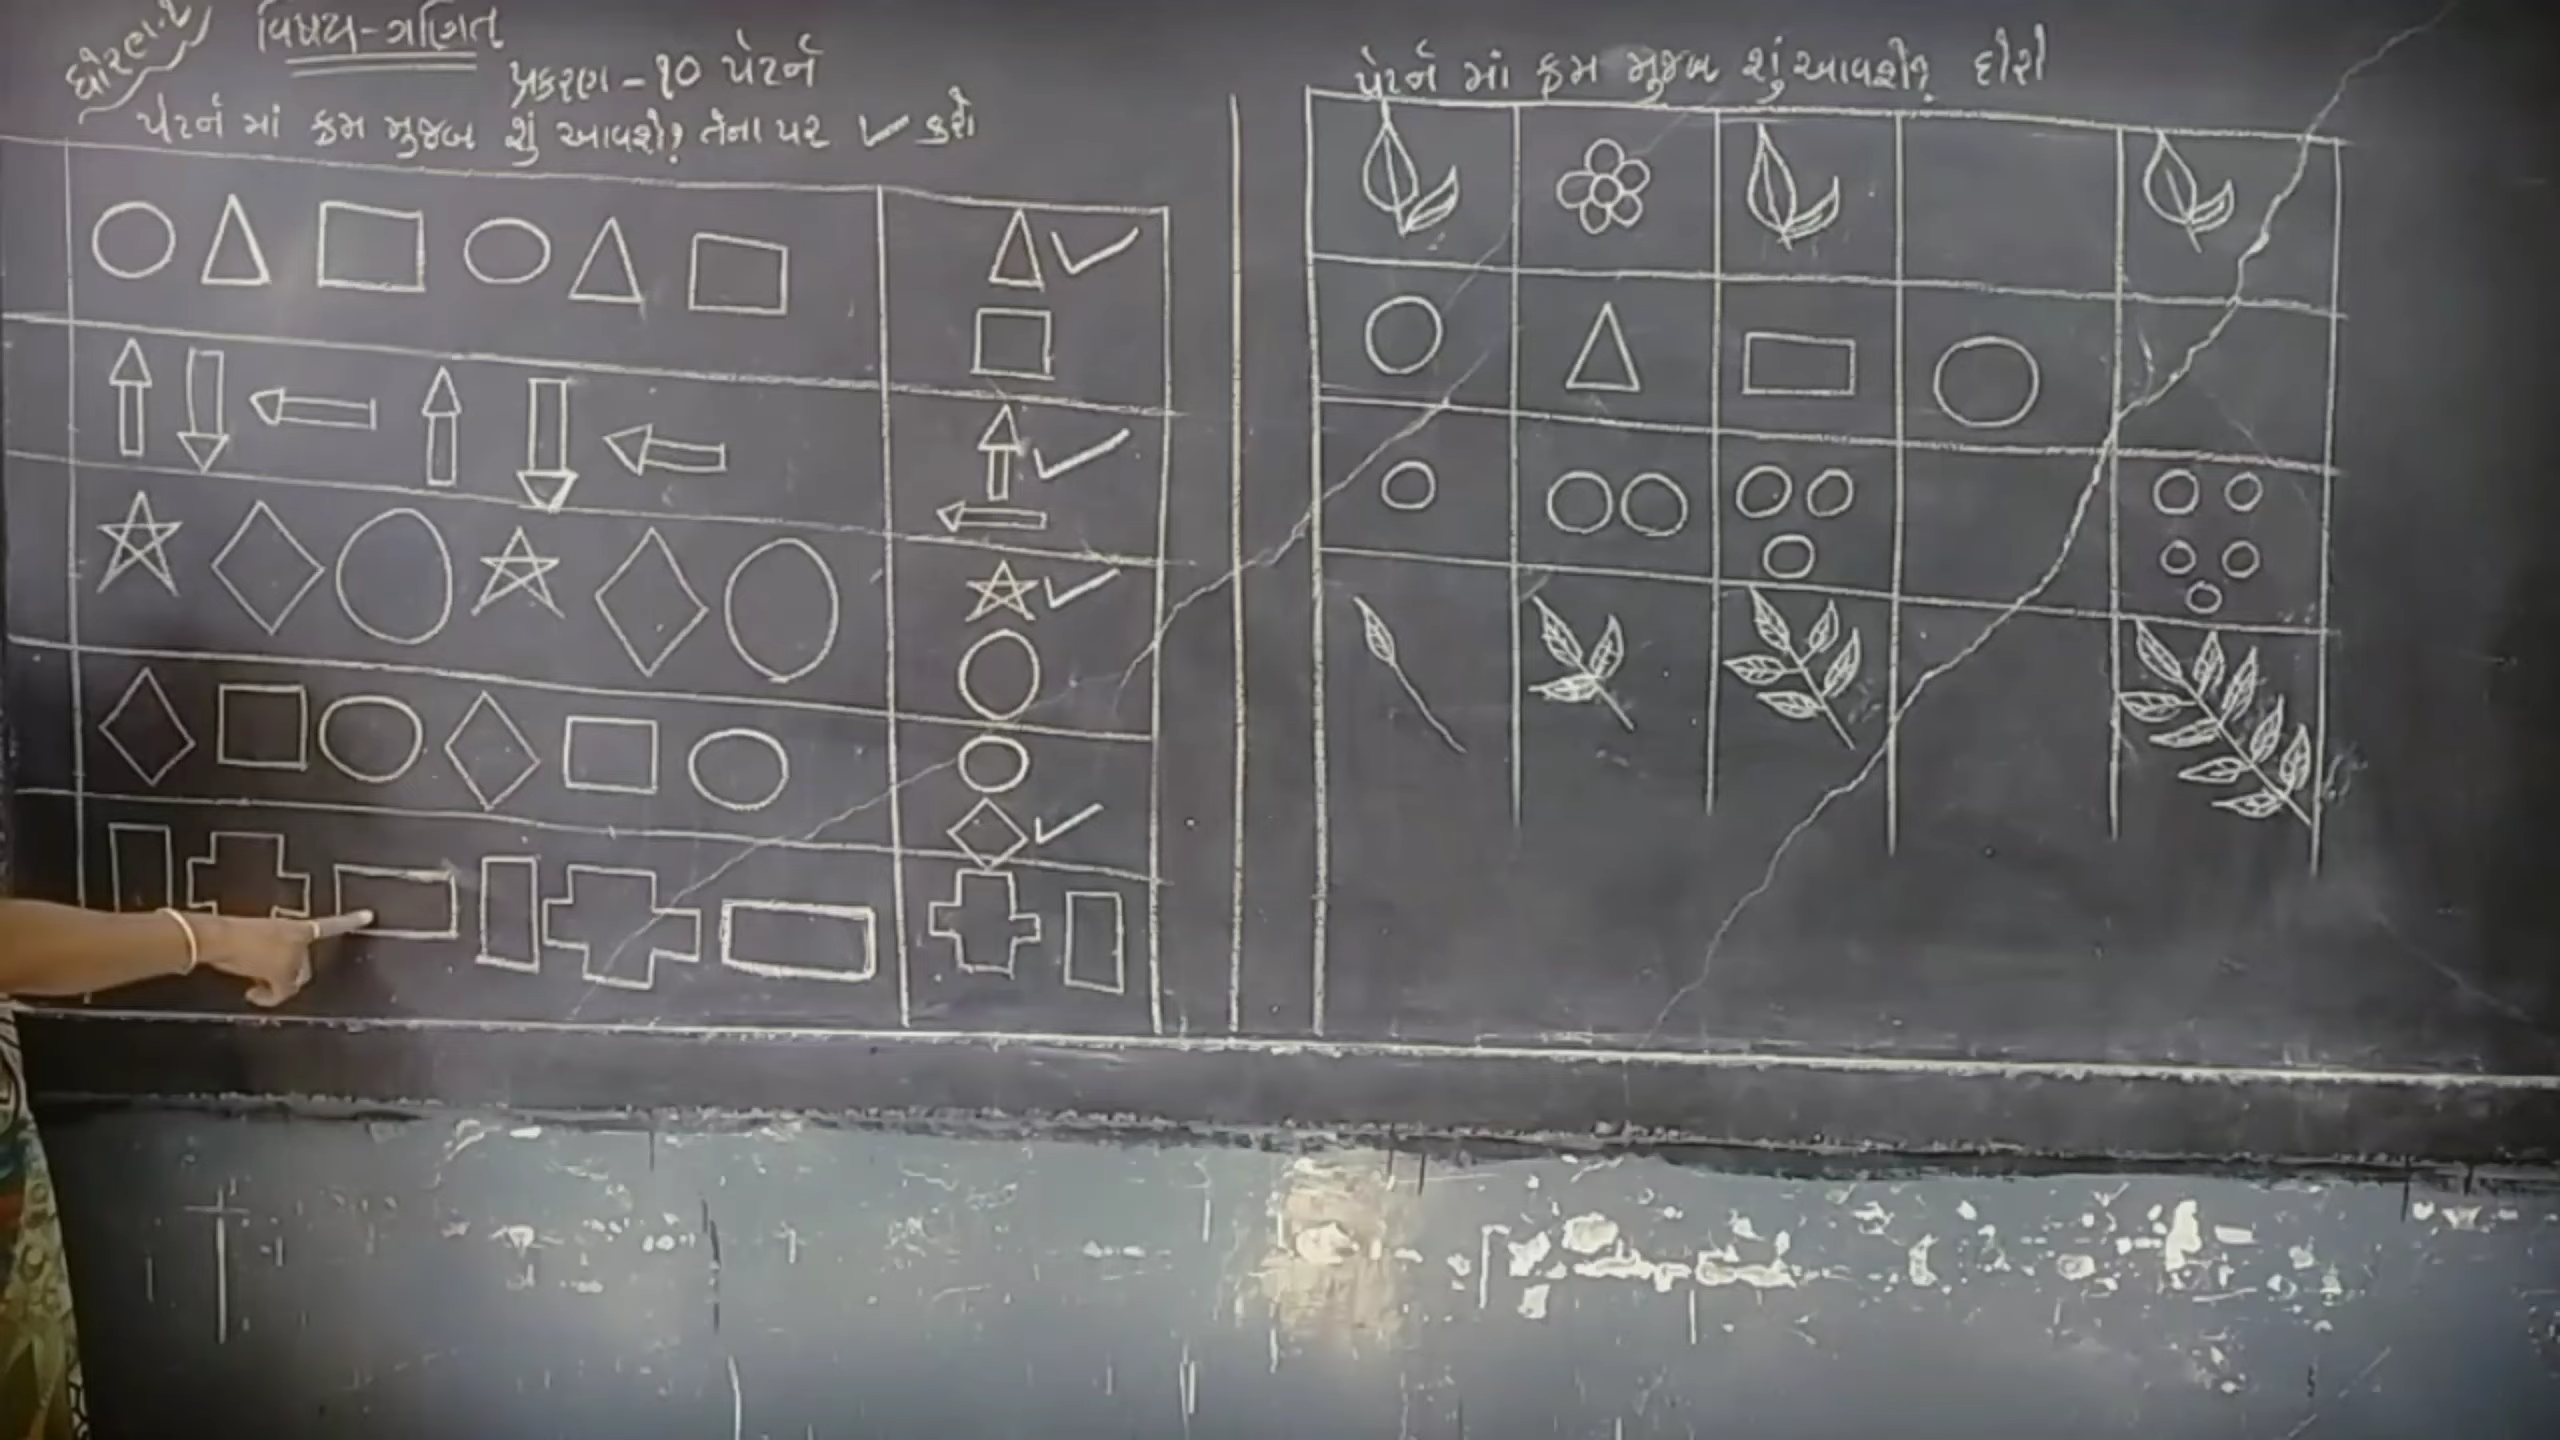 ધોરણ-૨
વિષય-ગણિત
પ્રકરણ-૧૦ પેટર્ન
પેટર્ન માં ક્રમ મુજબ શું આવશે? તેના પર ✓ કરો
પેટર્ન માં ક્રમ મુજબ શું આવશે? દોરો